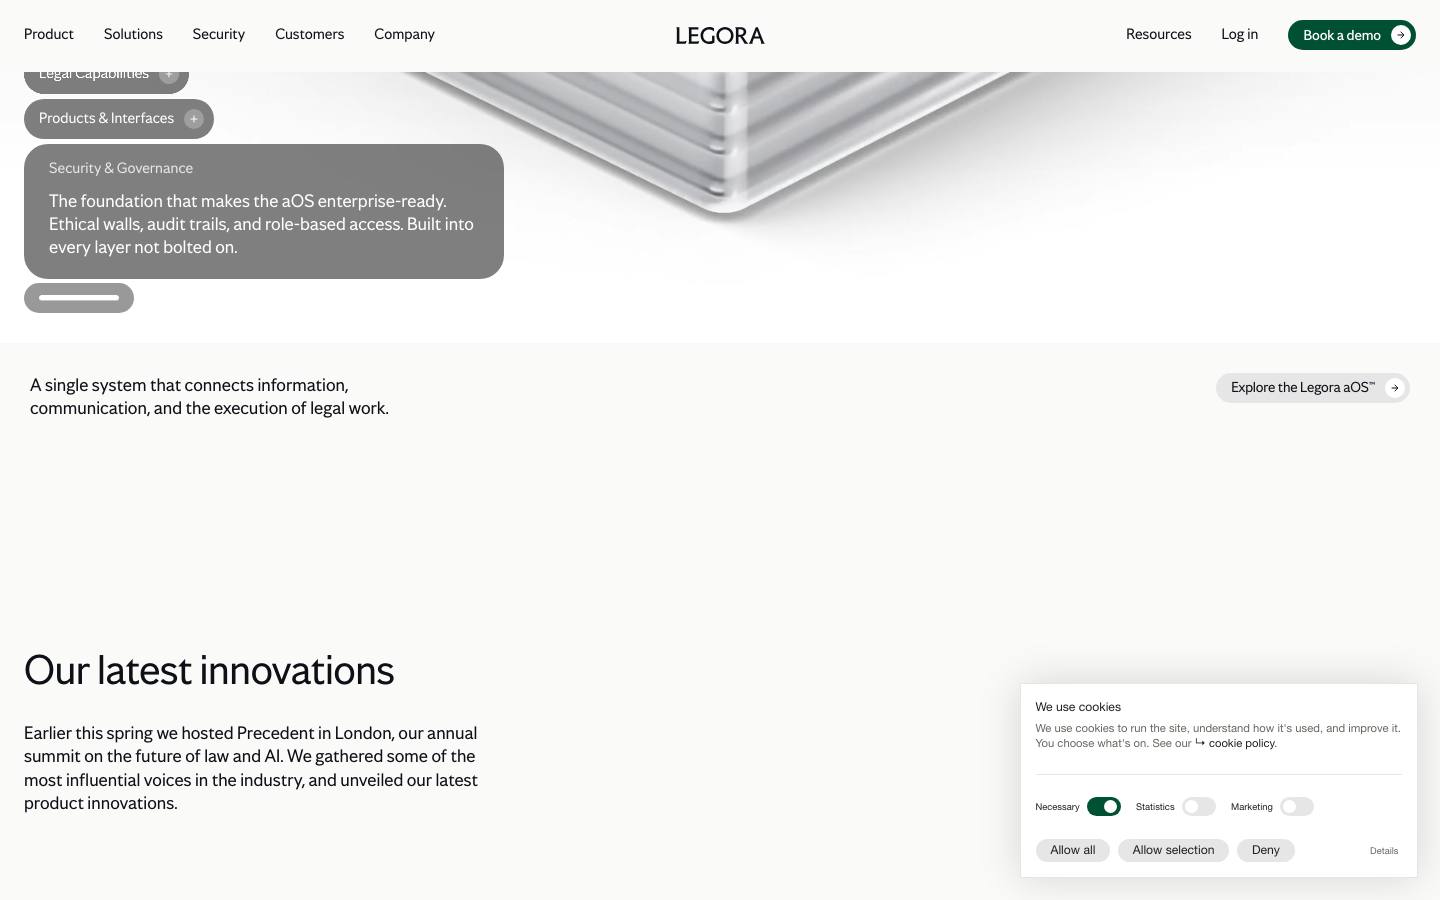 Product
Solutions
Security
Customers
Company
LEGORA
Resources
Log in
Book a demo
Legal Capabilities
Products & Interfaces
Security & Governance
The foundation that makes the aOS enterprise-ready.
Ethical walls, audit trails, and role-based access. Built into
every layer not bolted on.
A single system that connects information,
communication, and the execution of legal work.
Explore the Legora aOS™
Our latest innovations
Earlier this spring we hosted Precedent in London, our annual
summit on the future of law and AI. We gathered some of the
most influential voices in the industry, and unveiled our latest
product innovations.
We use cookies
We use cookies to run the site, understand how it's used, and improve it.
You choose what's on. See our ↳ cookie policy.
Necessary
Statistics
Marketing
Allow all
Allow selection
Deny
Details